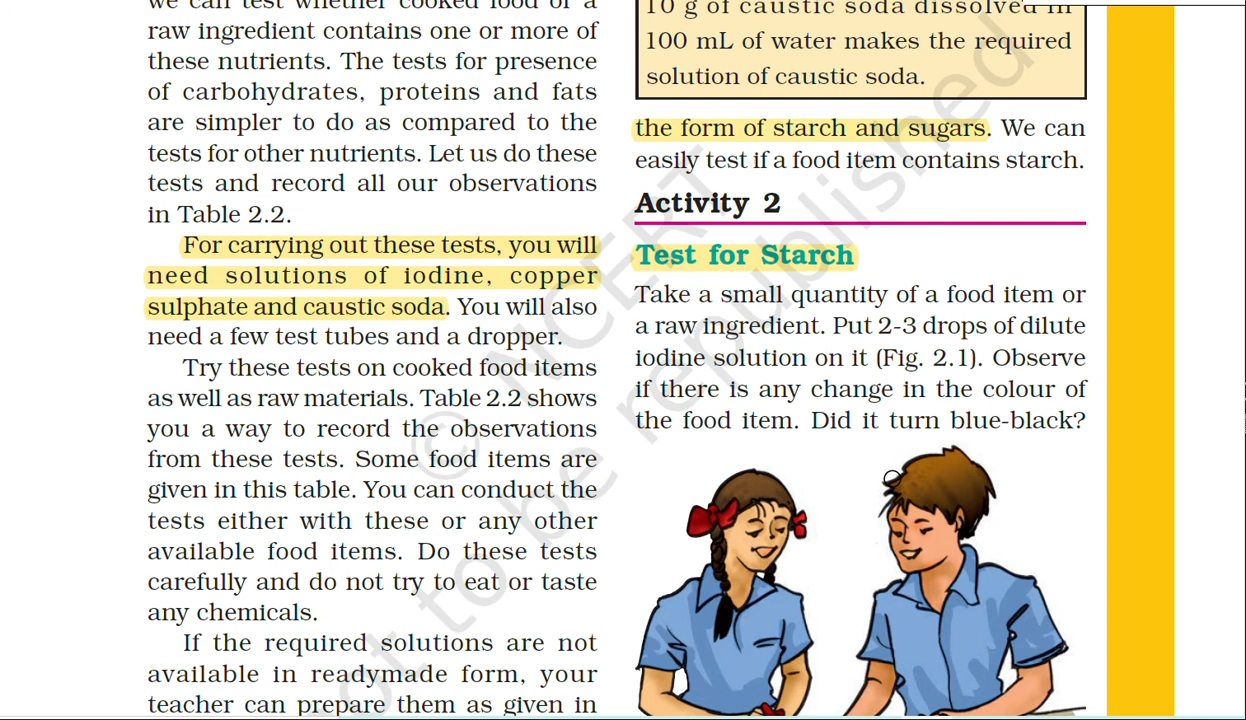 we can test whether cooked food or a
raw ingredient contains one or more of
these nutrients. The tests for presence
of carbohydrates, proteins and fats
are simpler to do as compared to the
tests for other nutrients. Let us do these
tests and record all our observations
in Table 2.2.
For carrying out these tests, you will
need solutions of iodine, copper
sulphate and caustic soda. You will also
need a few test tubes and a dropper.
Try these tests on cooked food items
as well as raw materials. Table 2.2 shows
you a way to record the observations
from these tests. Some food items are
given in this table. You can conduct the
tests either with these or any other
available food items. Do these tests
carefully and do not try to eat or taste
any chemicals.
If the required solutions are not
available in readymade form, your
teacher can prepare them as given in
10 g of caustic soda dissolved in
100 mL of water makes the required
solution of caustic soda.
the form of starch and sugars. We can
easily test if a food item contains starch.
Activity 2
Test for Starch
Take a small quantity of a food item or
a raw ingredient. Put 2-3 drops of dilute
iodine solution on it (Fig. 2.1). Observe
if there is any change in the colour of
the food item. Did it turn blue-black?
© NCERT
not to be republished